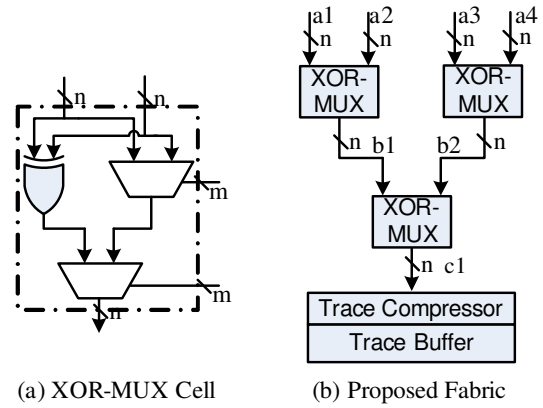 a1 a2 a3 a4
n n n n
XOR-
MUX
XOR-
MUX
n n
m
m
n
n b1 b2 n
XOR-
MUX
n c1
Trace Compressor
Trace Buffer
(a) XOR-MUX Cell
(b) Proposed Fabric